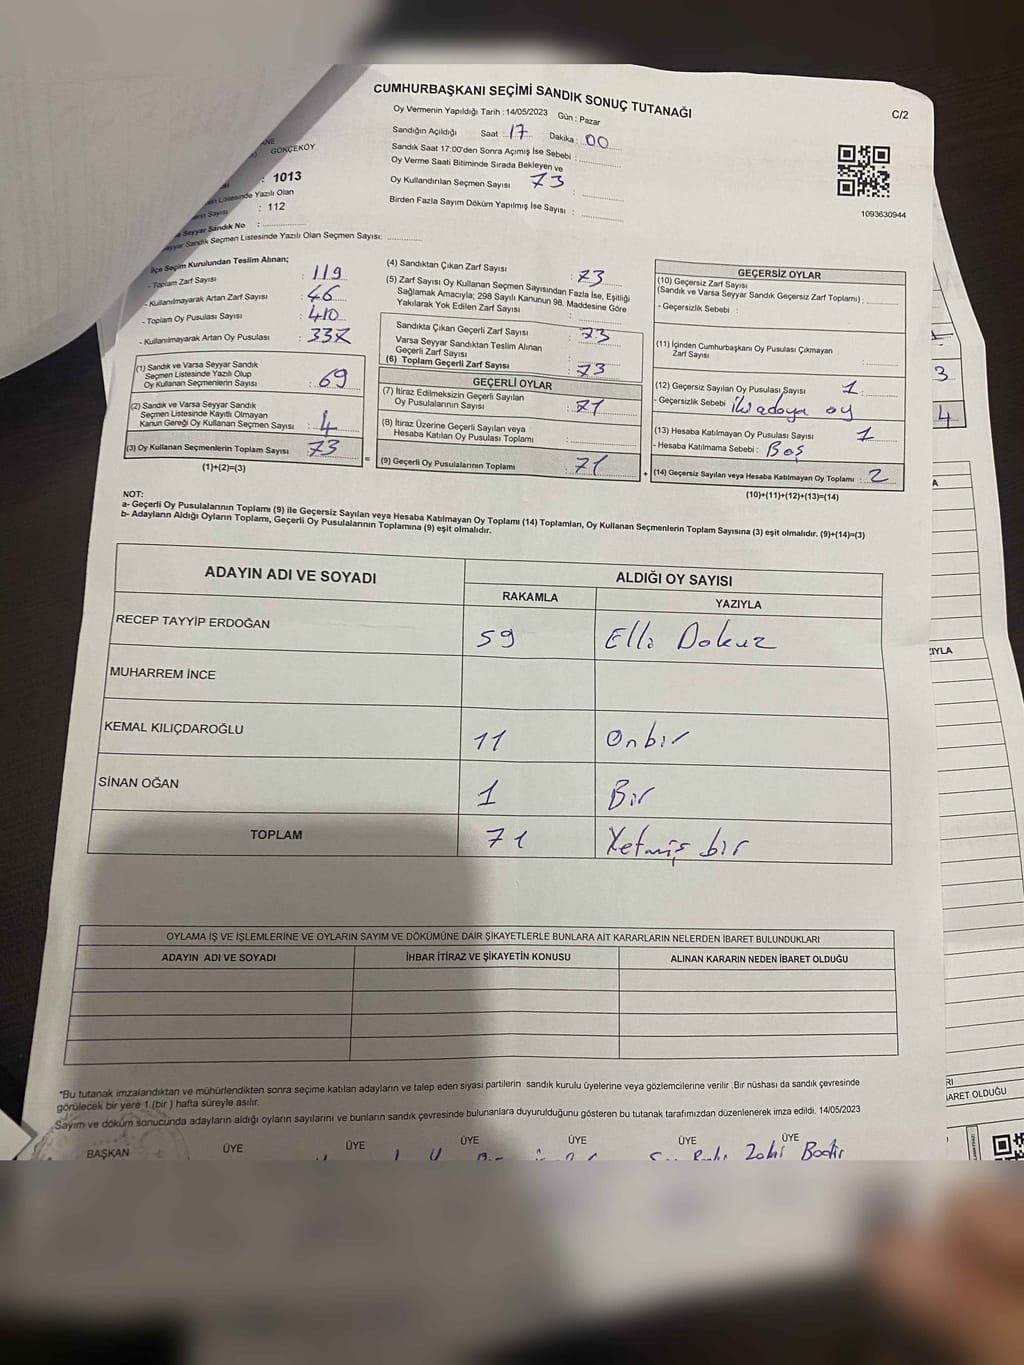 CUMHURBAŞKANI SEÇİMİ SANDIK SONUÇ TUTANAĞI
C/2
Oy Vermenin Yapıldığı Tarih : 14/05/2023 Gün : Pazar
Sandığın Açıldığı Saat : 17 Dakika : 00
Sandık Saat 17:00'den Sonra Açımış İse Sebebi :
Oy Verme Saati Bitiminde Sırada Bekleyen ve
Oy Kullandırılan Seçmen Sayısı 73 :
Birden Fazla Sayım Döküm Yapılmış İse Sayısı :
1093630944
GÖKÇEKÖY
: 1013
Listesinde Yazılı Olan
: 112
Seyyar Sandık No :
Seyyar Sandık Seçmen Listesinde Yazılı Olan Seçmen Sayısı:
İlçe Seçim Kurulundan Teslim Alınan;
- Toplam Zarf Sayısı : 119
- Kullanılmayarak Artan Zarf Sayısı : 46
- Toplam Oy Pusulası Sayısı : 410
- Kullanılmayarak Artan Oy Pusulası :
(1) Sandık ve Varsa Seyyar Sandık
Seçmen Listesinde Yazılı Olup
Oy Kullanan Seçmenlerin Sayısı : 69
(2) Sandık ve Varsa Seyyar Sandık
Seçmen Listesinde Kayıtlı Olmayan
Kanun Gereği Oy Kullanan Seçmen Sayısı : 4
(3) Oy Kullanan Seçmenlerin Toplam Sayısı : 73
(1)+(2)=(3)
(4) Sandıktan Çıkan Zarf Sayısı : 73
(5) Zarf Sayısı Oy Kullanan Seçmen Sayısından Fazla İse, Eşitliği
Sağlamak Amacıyla; 298 Sayılı Kanunun 98. Maddesine Göre
Yakılarak Yok Edilen Zarf Sayısı :
Sandıkta Çıkan Geçerli Zarf Sayısı : 73
Varsa Seyyar Sandıktan Teslim Alınan
Geçerli Zarf Sayısı :
(6) Toplam Geçerli Zarf Sayısı : 73
GEÇERLİ OYLAR
(7) İtiraz Edilmeksizin Geçerli Sayılan
Oy Pusulalarının Sayısı : 71
(8) İtiraz Üzerine Geçerli Sayılan veya
Hesaba Katılan Oy Pusulası Toplamı :
= (9) Geçerli Oy Pusulalarının Toplamı : 71 +
GEÇERSİZ OYLAR
(10) Geçersiz Zarf Sayısı
(Sandık ve Varsa Seyyar Sandık Geçersiz Zarf Toplamı) :
- Geçersizlik Sebebi :
(11) İçinden Cumhurbaşkanı Oy Pusulası Çıkmayan
Zarf Sayısı :
(12) Geçersiz Sayılan Oy Pusulası Sayısı : 1
- Geçersizlik Sebebi : iki adaya oy
(13) Hesaba Katılmayan Oy Pusulası Sayısı : 1
- Hesaba Katılmama Sebebi : Boş
(14) Geçersiz Sayılan veya Hesaba Katılmayan Oy Toplamı : 2
(10)+(11)+(12)+(13)=(14)
NOT:
a- Geçerli Oy Pusulalarının Toplamı (9) ile Geçersiz Sayılan veya Hesaba Katılmayan Oy Toplamı (14) Toplamları, Oy Kullanan Seçmenlerin Toplam Sayısına (3) eşit olmalıdır. (9)+(14)=(3)
b- Adayların Aldığı Oyların Toplamı, Geçerli Oy Pusulalarının Toplamına (9) eşit olmalıdır.
ADAYIN ADI VE SOYADI ALDIĞI OY SAYISI
RAKAMLA YAZIYLA
RECEP TAYYİP ERDOĞAN 59 Elli Dokuz
MUHARREM İNCE
KEMAL KILIÇDAROĞLU 11 Onbir
SİNAN OĞAN 1 Bir
TOPLAM 71 Yetmiş bir
OYLAMA İŞ VE İŞLEMLERİNE VE OYLARIN SAYIM VE DÖKÜMÜNE DAİR ŞİKAYETLERLE BUNLARA AİT KARARLARIN NELERDEN İBARET BULUNDUKLARI
ADAYIN ADI VE SOYADI İHBAR İTİRAZ VE ŞİKAYETİN KONUSU ALINAN KARARIN NEDEN İBARET OLDUĞU
"Bu tutanak imzalandıktan ve mühürlendikten sonra seçime katılan adayların ve talep eden siyasi partilerin sandık kurulu üyelerine veya gözlemcilerine verilir .Bir nüshası da sandık çevresinde
görülecek bir yere 1 (bir ) hafta süreyle asılır.
Sayım ve döküm sonucunda adayların aldığı oyların sayılarını ve bunların sandık çevresinde bulunanlara duyurulduğunu gösteren bu tutanak tarafımızdan düzenlenerek imza edildi. 14/05/2023
BAŞKAN ÜYE ÜYE ÜYE ÜYE ÜYE ÜYE
3
4
A
ZIYLA
RI
BARET OLDUĞU